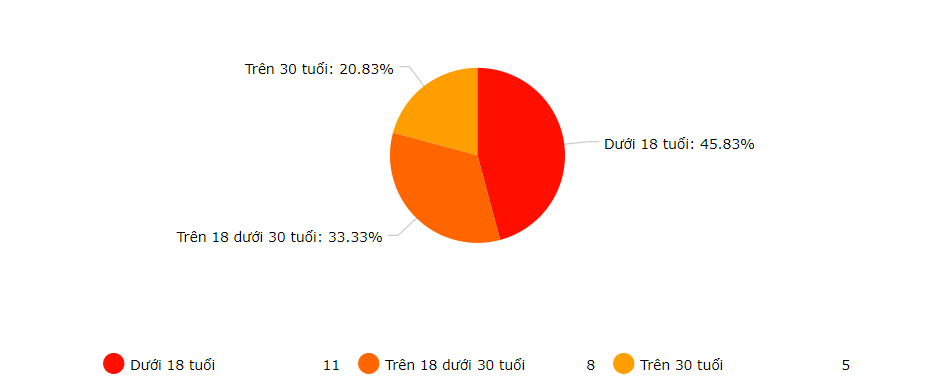 Trên 30 tuổi: 20.83%
Dưới 18 tuổi: 45.83%
Trên 18 dưới 30 tuổi: 33.33%
Dưới 18 tuổi 11 Trên 18 dưới 30 tuổi 8 Trên 30 tuổi 5